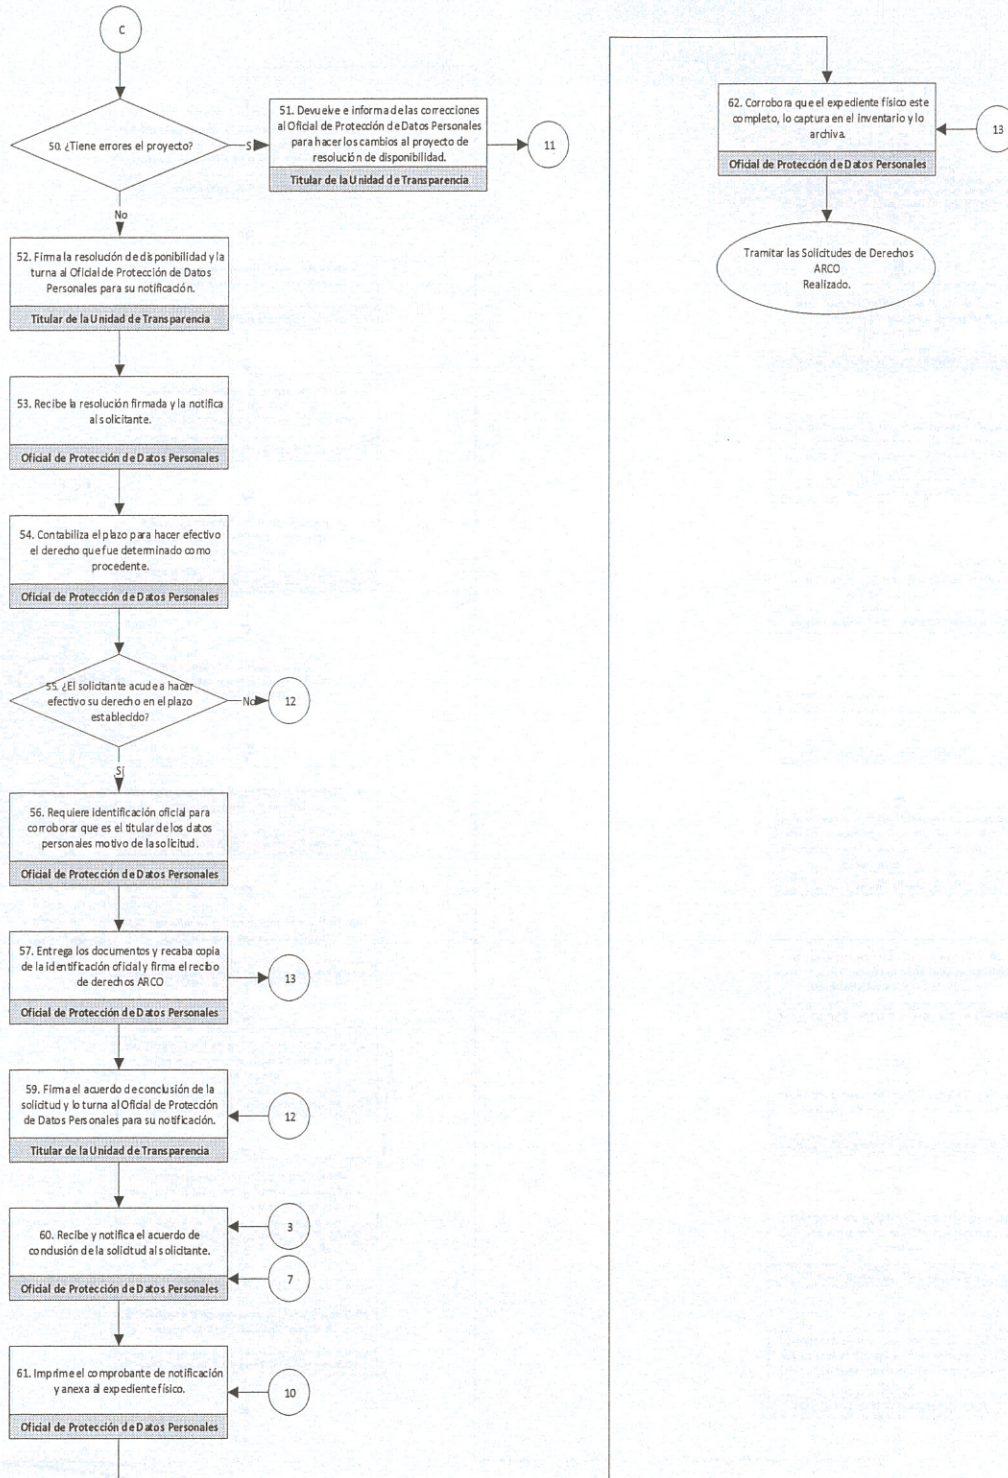 C
50. ¿Tiene errores el proyecto?
S
51. Devuelve e informa de las correcciones
al Oficial de Protección de Datos Personales
para hacer los cambios al proyecto de
resolución de disponibilidad.
Titular de la Unidad de Transparencia
11
No
52. Firma la resolución de disponibilidad y la
turna al Oficial de Protección de Datos
Personales para su notificación.
Titular de la Unidad de Transparencia
53. Recibe la resolución firmada y la notifica
al solicitante.
Oficial de Protección de Datos Personales
54. Contabiliza el plazo para hacer efectivo
el derecho que fue determinado como
procedente.
Oficial de Protección de Datos Personales
55. ¿El solicitante acude a hacer
efectivo su derecho en el plazo
establecido?
No
12
Si
56. Requiere identificación oficial para
corroborar que es el titular de los datos
personales motivo de la solicitud.
Oficial de Protección de Datos Personales
57. Entrega los documentos y recaba copia
de la identificación oficial y firma el recibo
de derechos ARCO
Oficial de Protección de Datos Personales
13
59. Firma el acuerdo de conclusión de la
solicitud y lo turna al Oficial de Protección
de Datos Personales para su notificación.
Titular de la Unidad de Transparencia
12
60. Recibe y notifica el acuerdo de
conclusión de la solicitud al solicitante.
Oficial de Protección de Datos Personales
3
7
61. Imprime el comprobante de notificación
y anexa al expediente físico.
Oficial de Protección de Datos Personales
10
62. Corrobora que el expediente físico este
completo, lo captura en el inventario y lo
archiva.
Oficial de Protección de Datos Personales
13
Tramitar las Solicitudes de Derechos
ARCO
Realizado.